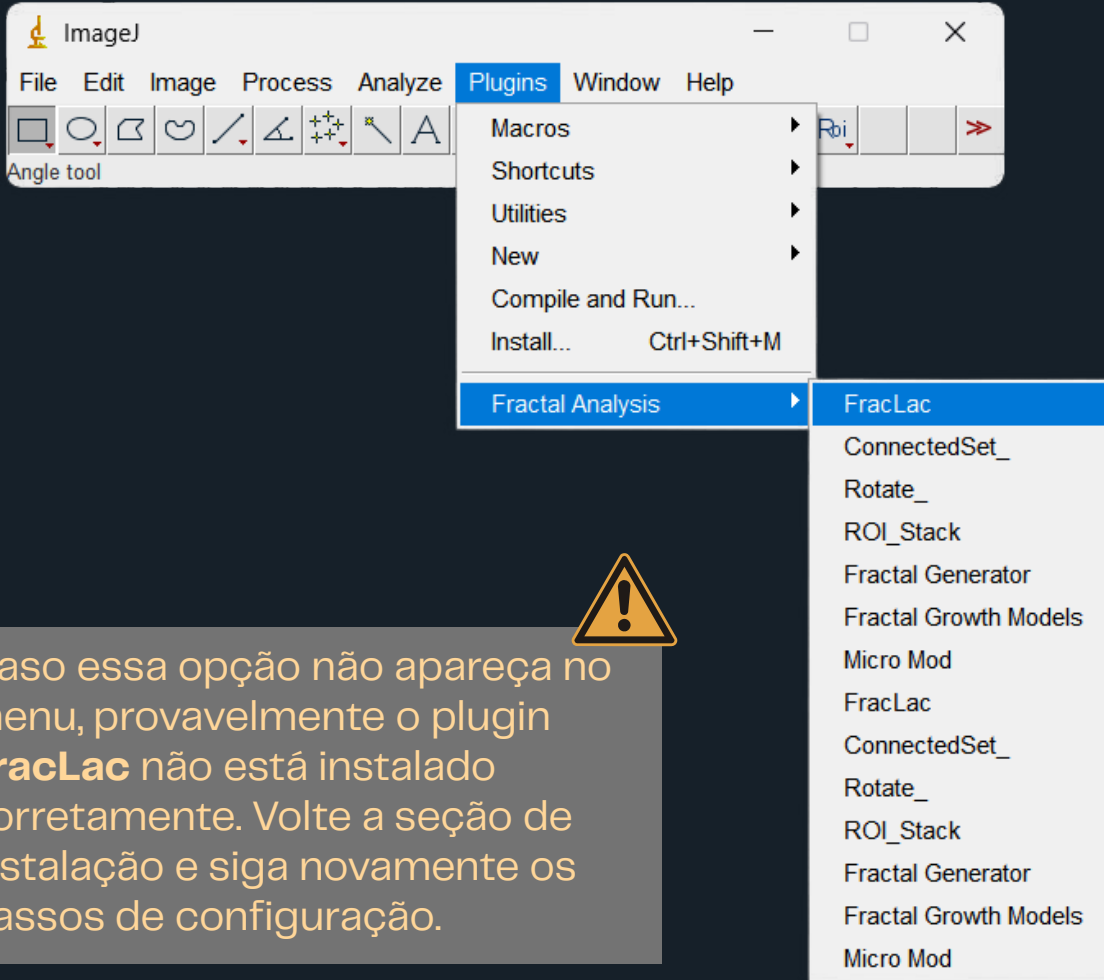 ImageJ
File Edit Image Process Analyze Plugins Window Help
A
Angle tool
Macros
Shortcuts
Utilities
New
Compile and Run...
Install... Ctrl+Shift+M
Fractal Analysis
FracLac
ConnectedSet_
Rotate_
ROI_Stack
Fractal Generator
Fractal Growth Models
Micro Mod
FracLac
ConnectedSet_
Rotate_
ROI_Stack
Fractal Generator
Fractal Growth Models
Micro Mod
aso essa opção não apareça no
enu, provavelmente o plugin
racLac não está instalado
orretamente. Volte a seção de
stalação e siga novamente os
assos de configuração.